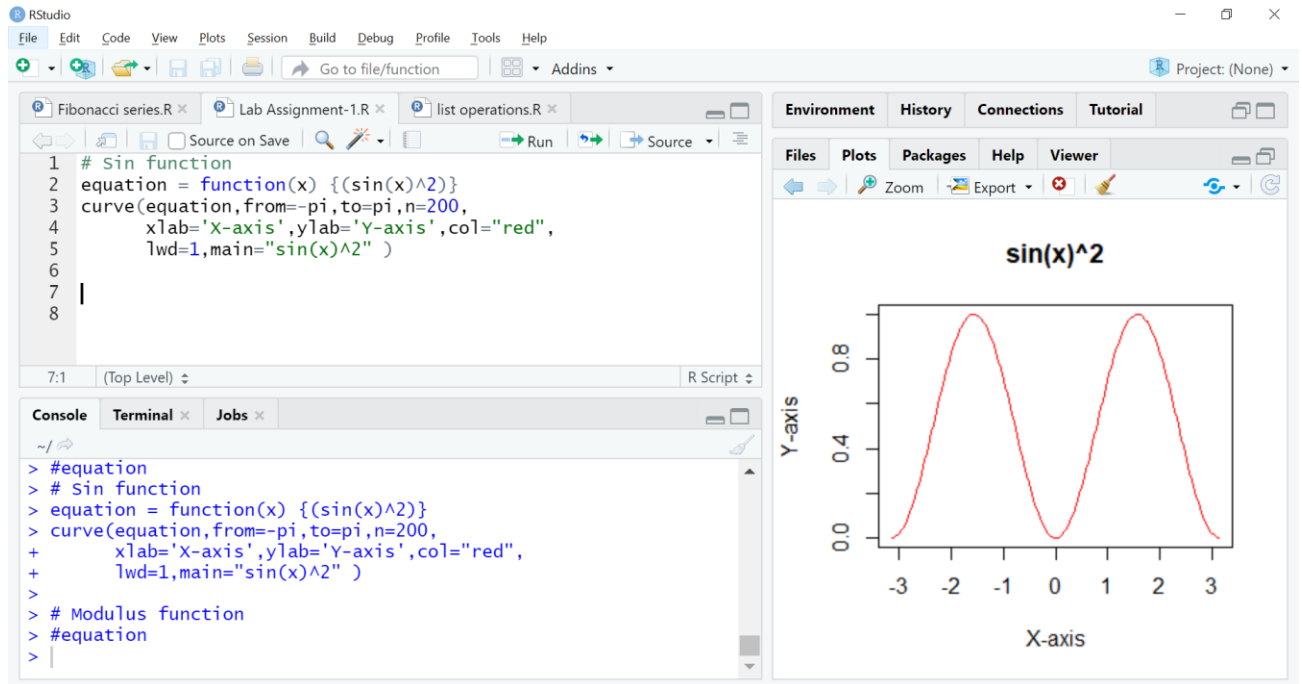 RStudio
File Edit Code View Plots Session Build Debug Profile Tools Help
Go to file/function Addins Project: (None)
Fibonacci series.R Lab Assignment-1.R list operations.R
Source on Save Run Source
1 # Sin function
2 equation = function(x) {(sin(x)^2)}
3 curve(equation,from=-pi,to=pi,n=200,
4 xlab='X-axis',ylab='Y-axis',col="red",
5 lwd=1,main="sin(x)^2" )
6
7
8
7:1 (Top Level) R Script
Console Terminal Jobs
~/
> #equation
> # Sin function
> equation = function(x) {(sin(x)^2)}
> curve(equation,from=-pi,to=pi,n=200,
+ xlab='X-axis',ylab='Y-axis',col="red",
+ lwd=1,main="sin(x)^2" )
>
> # Modulus function
> #equation
>
Environment History Connections Tutorial
Files Plots Packages Help Viewer
Zoom Export
sin(x)^2
Y-axis
0.8
0.4
0.0
-3 -2 -1 0 1 2 3
X-axis